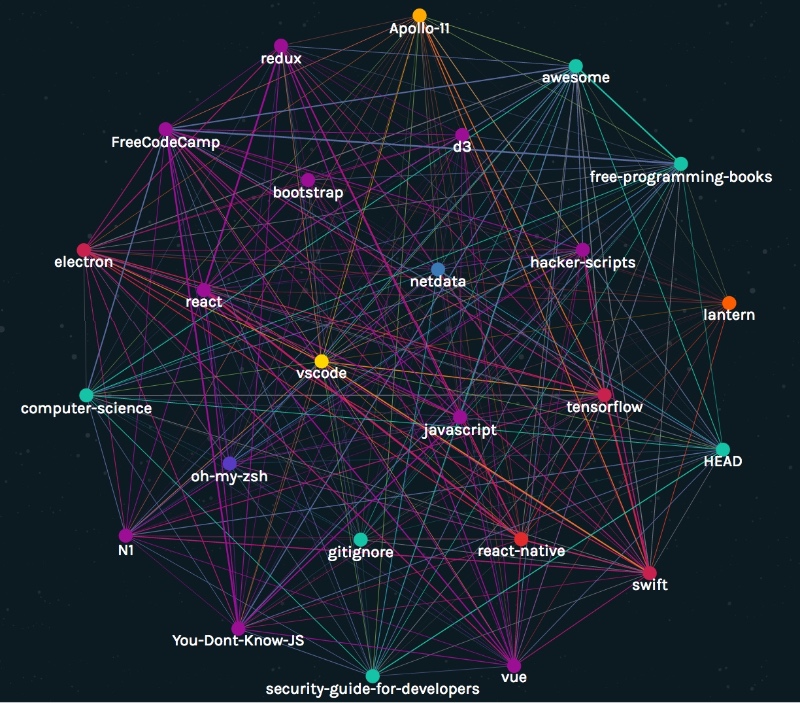 Apollo-11
redux
awesome
FreeCodeCamp
d3
free-programming-books
bootstrap
electron
hacker-scripts
netdata
react
lantern
vscode
computer-science
tensorflow
javascript
HEAD
oh-my-zsh
N1
gitignore
react-native
swift
You-Dont-Know-JS
vue
security-guide-for-developers